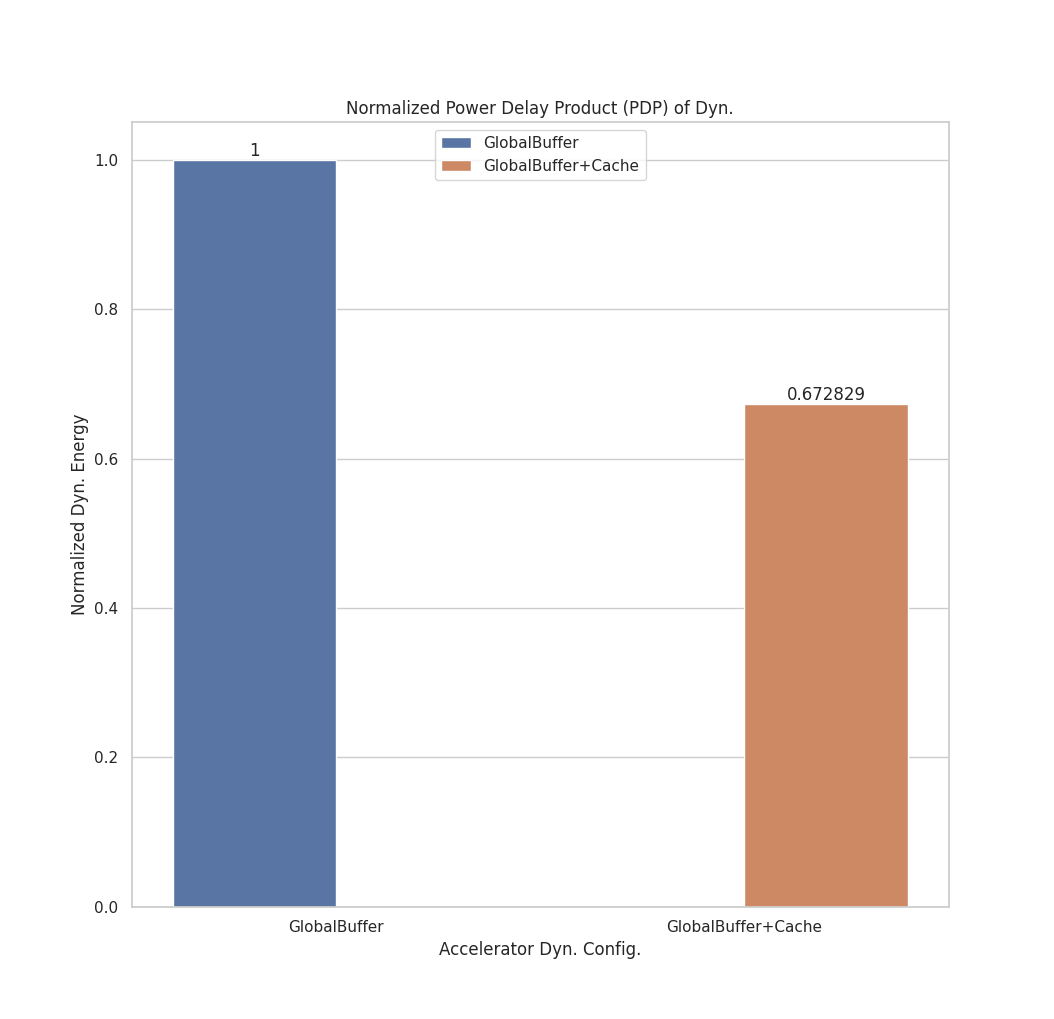 Normalized Power Delay Product (PDP) of Dyn.
GlobalBuffer
GlobalBuffer+Cache
1
0.672829
1.0
0.8
0.6
0.4
0.2
0.0
Normalized Dyn. Energy
GlobalBuffer
GlobalBuffer+Cache
Accelerator Dyn. Config.